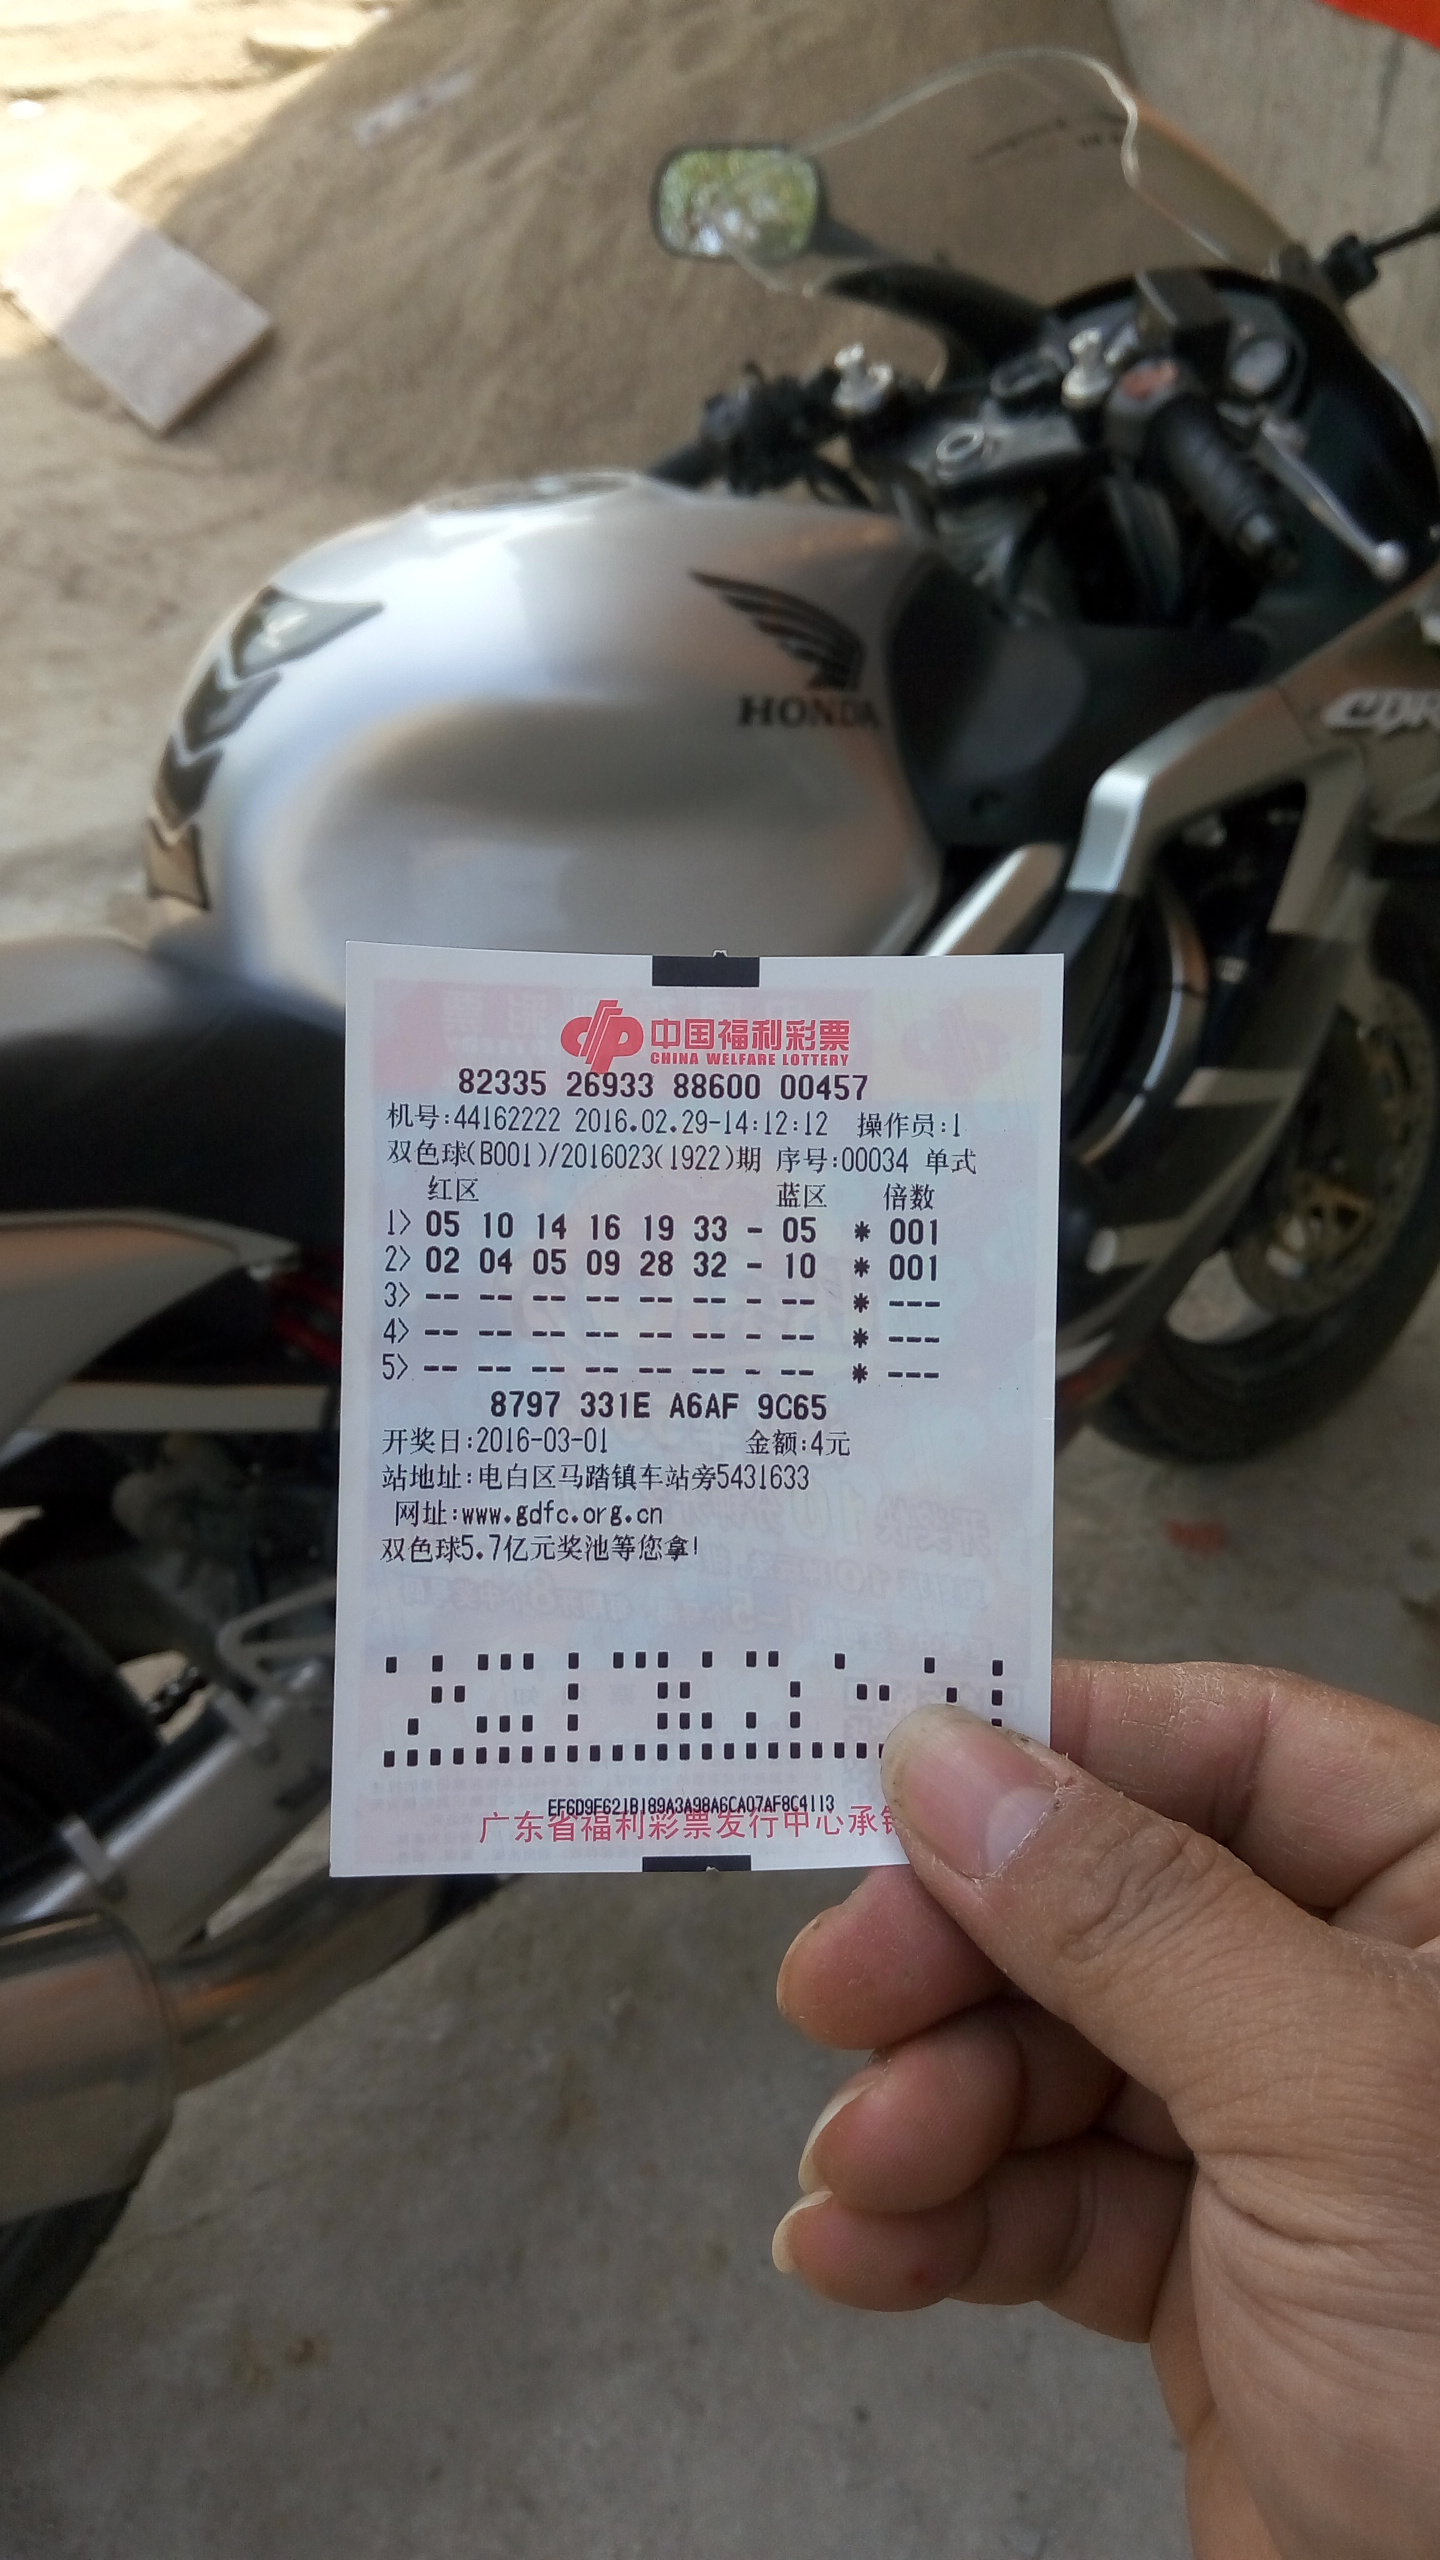 HONDA
CBR
中国福利彩票
CHINA WELFARE LOTTERY
82335 26933 88600 00457
机号:44162222 2016.02.29-14:12:12 操作员:1
双色球(B001)/2016023(1922)期 序号:00034 单式
红区 蓝区 倍数
1> 05 10 14 16 19 33 - 05 * 001
2> 02 04 05 09 28 32 - 10 * 001
3> -- -- -- -- -- -- - -- * ---
4> -- -- -- -- -- -- - -- * ---
5> -- -- -- -- -- -- - -- * ---
8797 331E A6AF 9C65
开奖日:2016-03-01 金额:4元
站地址:电白区马踏镇车站旁5431633
网址:www.gdfc.org.cn
双色球5.7亿元奖池等您拿!
EF6D9E621B189A3A98A6CA07AF8C4113
广东省福利彩票发行中心承销